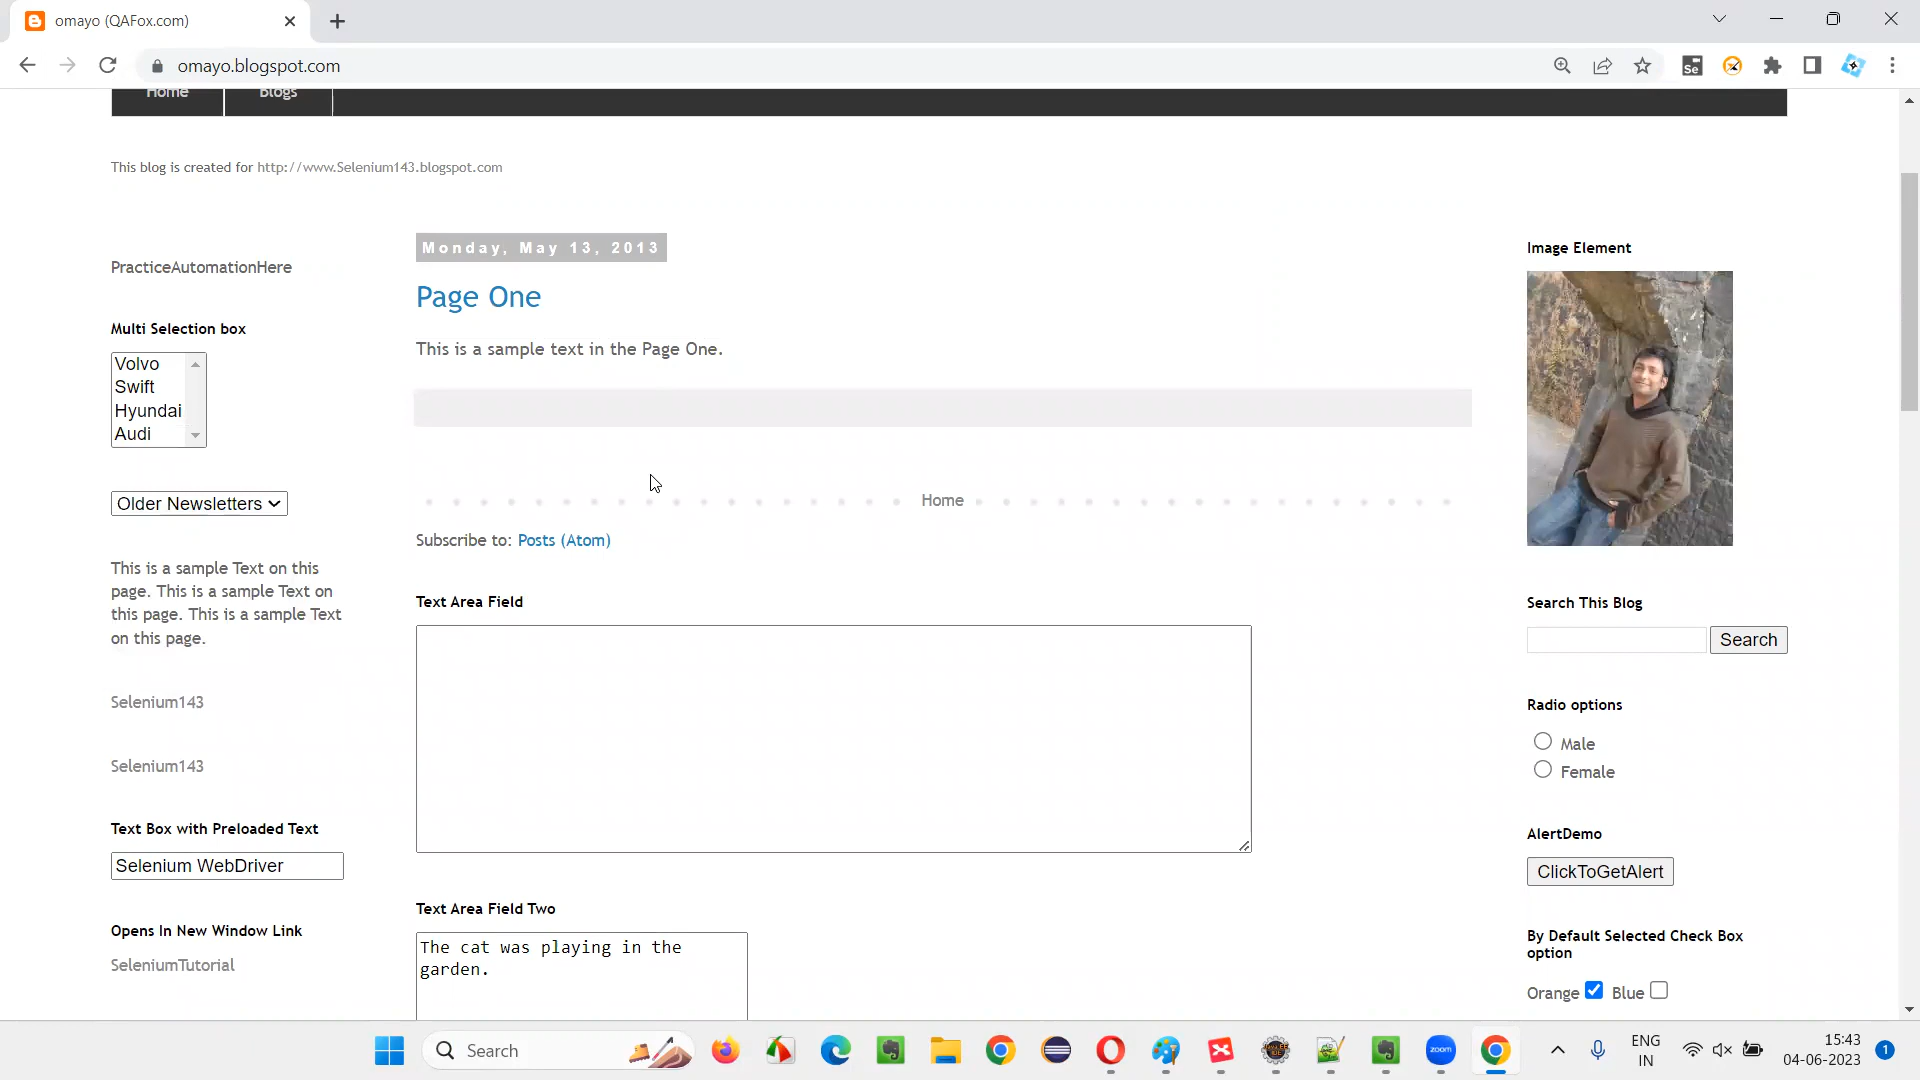 omayo (QAFox.com)
omayo.blogspot.com
Home Blogs
This blog is created for http://www.Selenium143.blogspot.com
PracticeAutomationHere
Multi Selection box
Volvo
Swift
Hyundai
Audi
Older Newsletters
This is a sample Text on this
page. This is a sample Text on
this page. This is a sample Text
on this page.
Selenium143
Selenium143
Text Box with Preloaded Text
Selenium WebDriver
Opens In New Window Link
SeleniumTutorial
Monday, May 13, 2013
Page One
This is a sample text in the Page One.
Home
Subscribe to: Posts (Atom)
Text Area Field
Text Area Field Two
The cat was playing in the
garden.
Image Element
Search This Blog
Search
Radio options
Male
Female
AlertDemo
ClickToGetAlert
By Default Selected Check Box
option
Orange Blue
Search
zoom
ENG
IN
15:43
04-06-2023
1
Se